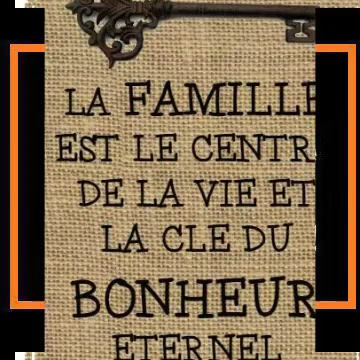 LA FAMILLE
EST LE CENTR
DE LA VIE ET
LA CLE DU
BONHEUR
ETERNEL